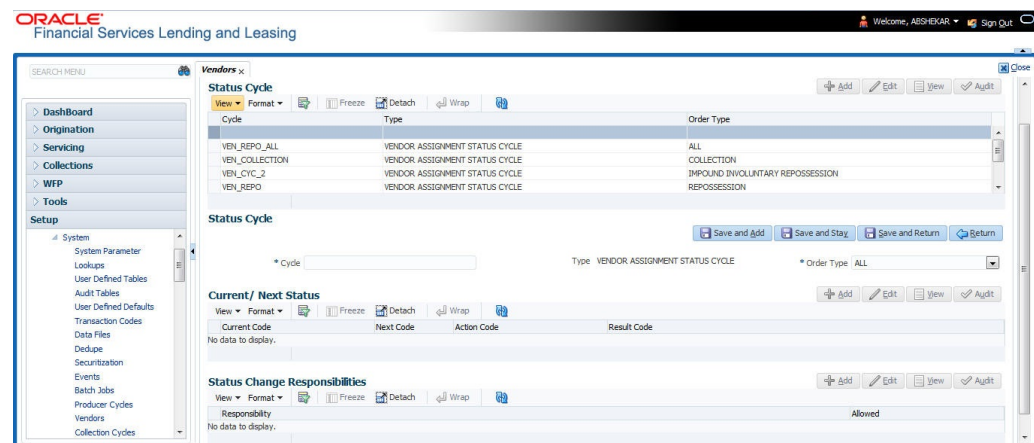 ORACLE
Financial Services Lending and Leasing
Welcome, ABSHEKAR Sign Out
SEARCH MENU
DashBoard
Origination
Servicing
Collections
WFP
Tools
Setup
System
System Parameter
Lookups
User Defined Tables
Audit Tables
User Defined Defaults
Transaction Codes
Data Files
Dedupe
Securitization
Events
Batch Jobs
Producer Cycles
Vendors
Collection Cycles
Vendors x
Close
Status Cycle
Add Edit View Audit
View Format Freeze Detach Wrap
Cycle Type Order Type
VEN_REPO_ALL VENDOR ASSIGNMENT STATUS CYCLE ALL
VEN_COLLECTION VENDOR ASSIGNMENT STATUS CYCLE COLLECTION
VEN_CYC_2 VENDOR ASSIGNMENT STATUS CYCLE IMPOUND INVOLUNTARY REPOSSESSION
VEN_REPO VENDOR ASSIGNMENT STATUS CYCLE REPOSSESSION
Status Cycle
Save and Add Save and Stay Save and Return Return
* Cycle Type VENDOR ASSIGNMENT STATUS CYCLE * Order Type ALL
Current/ Next Status
Add Edit View Audit
View Format Freeze Detach Wrap
Current Code Next Code Action Code Result Code
No data to display.
Status Change Responsibilities
Add Edit View Audit
View Format Freeze Detach Wrap
Responsibility Allowed
No data to display.